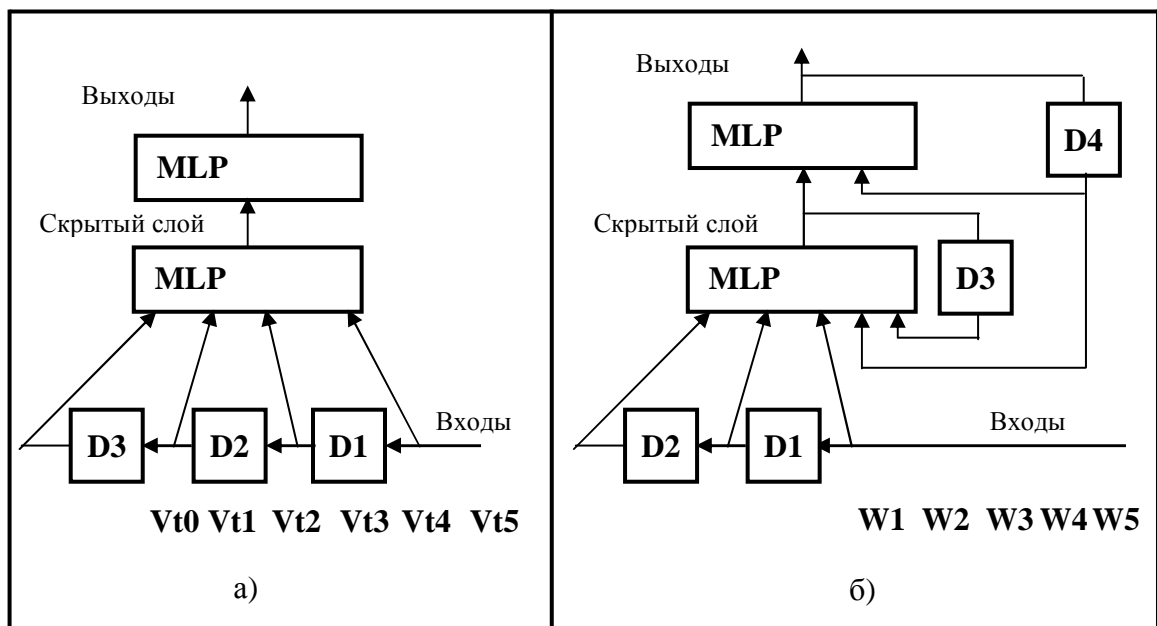 Выходы
MLP
Скрытый слой
MLP
Входы
D3 D2 D1
Vt0 Vt1 Vt2 Vt3 Vt4 Vt5
а)
Выходы
MLP
D4
Скрытый слой
MLP
D3
Входы
D2 D1
W1 W2 W3 W4 W5
б)